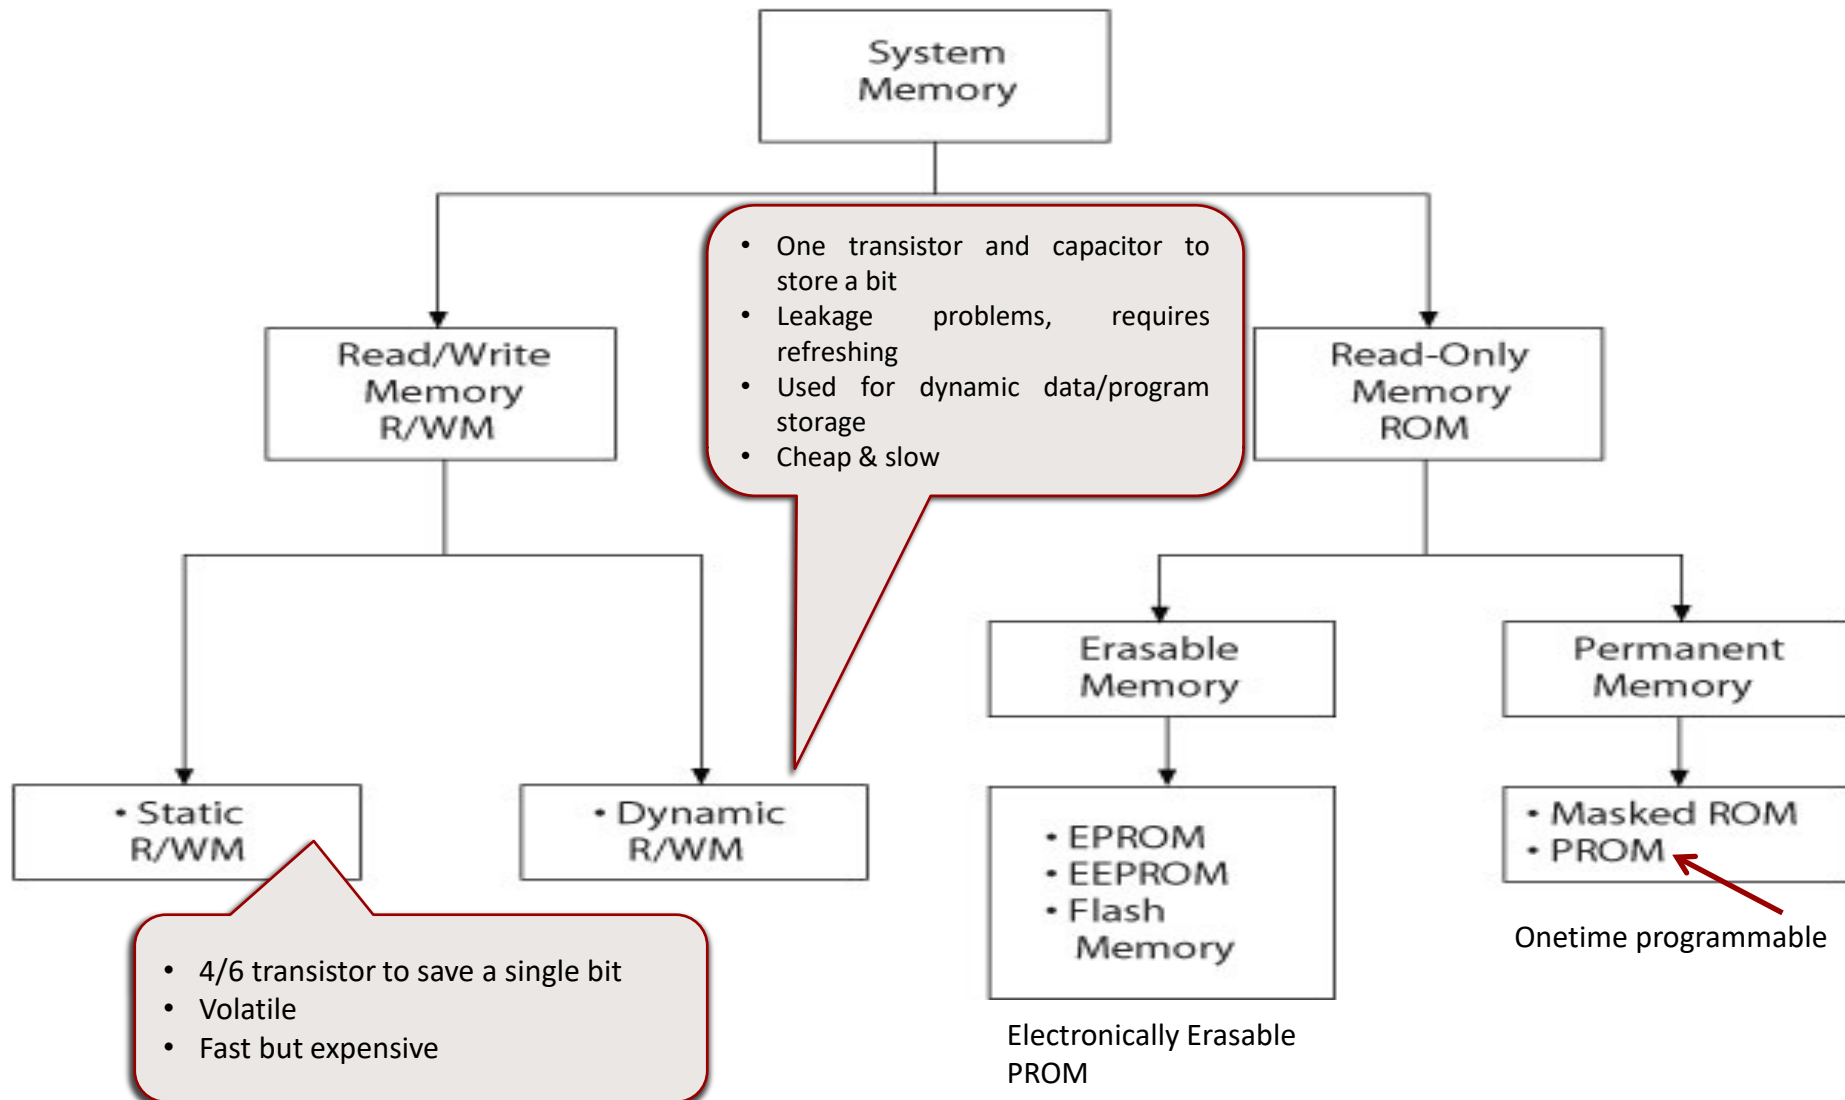 System
Memory
• One transistor and capacitor to
store a bit
• Leakage problems, requires
refreshing
• Used for dynamic data/program
storage
• Cheap & slow
Read/Write
Memory
R/WM
Read-Only
Memory
ROM
Erasable
Memory
Permanent
Memory
• Static
R/WM
• Dynamic
R/WM
• EPROM
• EEPROM
• Flash
Memory
• Masked ROM
• PROM
Onetime programmable
• 4/6 transistor to save a single bit
• Volatile
• Fast but expensive
Electronically Erasable
PROM